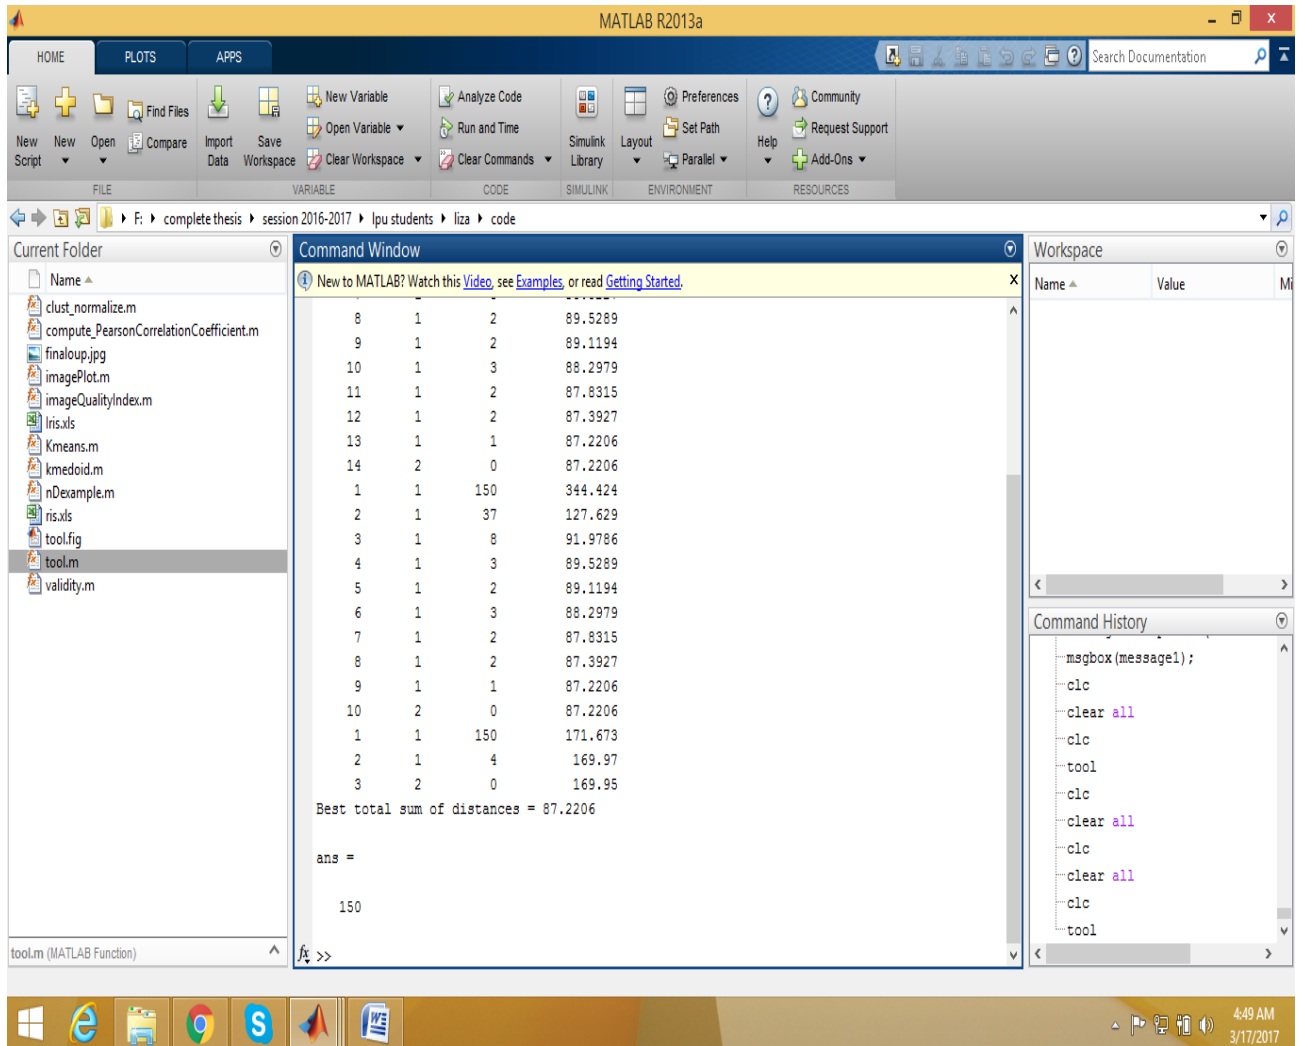 MATLAB R2013a
HOME PLOTS APPS
Search Documentation
New Script
New
Open
Find Files
Compare
Import Data
Save Workspace
New Variable
Open Variable
Clear Workspace
Analyze Code
Run and Time
Clear Commands
Simulink Library
Layout
Preferences
Set Path
Parallel
Help
Community
Request Support
Add-Ons
FILE VARIABLE CODE SIMULINK ENVIRONMENT RESOURCES
F: complete thesis session 2016-2017 lpu students liza code
Current Folder
Name
clust_normalize.m
compute_PearsonCorrelationCoefficient.m
finaloup.jpg
imagePlot.m
imageQualityIndex.m
Iris.xls
Kmeans.m
kmedoid.m
nDexample.m
ris.xls
tool.fig
tool.m
validity.m
tool.m (MATLAB Function)
Command Window
New to MATLAB? Watch this Video, see Examples, or read Getting Started.
8 1 2 89.5289
9 1 2 89.1194
10 1 3 88.2979
11 1 2 87.8315
12 1 2 87.3927
13 1 1 87.2206
14 2 0 87.2206
1 1 150 344.424
2 1 37 127.629
3 1 8 91.9786
4 1 3 89.5289
5 1 2 89.1194
6 1 3 88.2979
7 1 2 87.8315
8 1 2 87.3927
9 1 1 87.2206
10 2 0 87.2206
1 1 150 171.673
2 1 4 169.97
3 2 0 169.95
Best total sum of distances = 87.2206
ans =
150
fx >>
Workspace
Name Value Mi
Command History
msgbox(message1);
clc
clear all
clc
tool
clc
clear all
clc
clear all
clc
tool
4:49 AM
3/17/2017